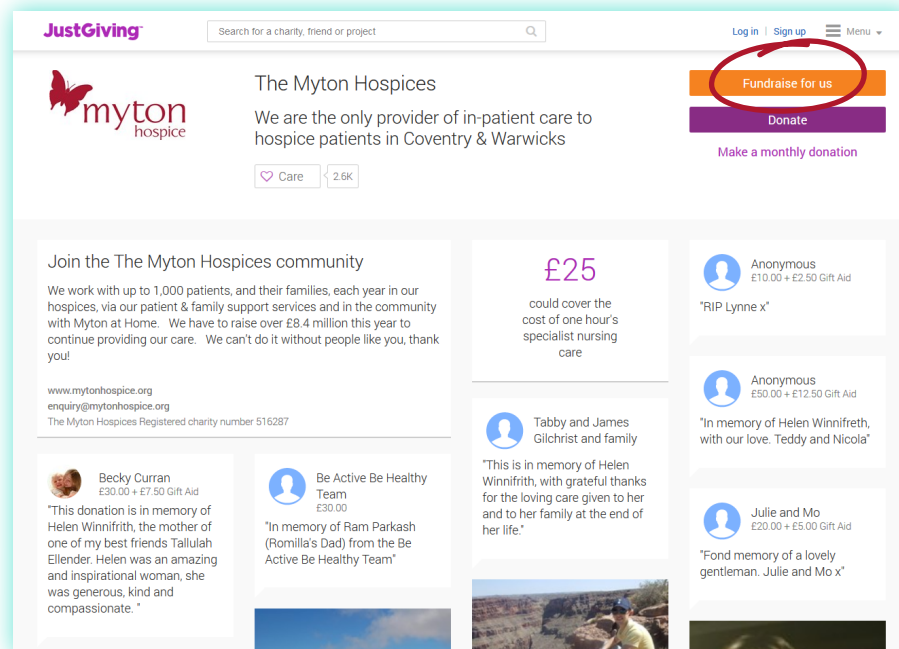 JustGiving™
Search for a charity, friend or project
Log in | Sign up
Menu
myton
hospice
The Myton Hospices
We are the only provider of in-patient care to
hospice patients in Coventry & Warwicks
Care
2.6K
Fundraise for us
Donate
Make a monthly donation
Join the The Myton Hospices community
We work with up to 1,000 patients, and their families, each year in our
hospices, via our patient & family support services and in the community
with Myton at Home. We have to raise over £8.4 million this year to
continue providing our care. We can't do it without people like you, thank
you!
www.mytonhospice.org
enquiry@mytonhospice.org
The Myton Hospices Registered charity number 516287
£25
could cover the
cost of one hour's
specialist nursing
care
Anonymous
£10.00 + £2.50 Gift Aid
"RIP Lynne x"
Anonymous
£50.00 + £12.50 Gift Aid
"In memory of Helen Winnifreth,
with our love. Teddy and Nicola"
Becky Curran
£30.00 + £7.50 Gift Aid
"This donation is in memory of
Helen Winnifrith, the mother of
one of my best friends Tallulah
Ellender. Helen was an amazing
and inspirational woman, she
was generous, kind and
compassionate. "
Be Active Be Healthy
Team
£30.00
"In memory of Ram Parkash
(Romilla's Dad) from the Be
Active Be Healthy Team"
Tabby and James
Gilchrist and family
"This is in memory of Helen
Winnifrith, with grateful thanks
for the loving care given to her
and to her family at the end of
her life."
Julie and Mo
£20.00 + £5.00 Gift Aid
"Fond memory of a lovely
gentleman. Julie and Mo x"